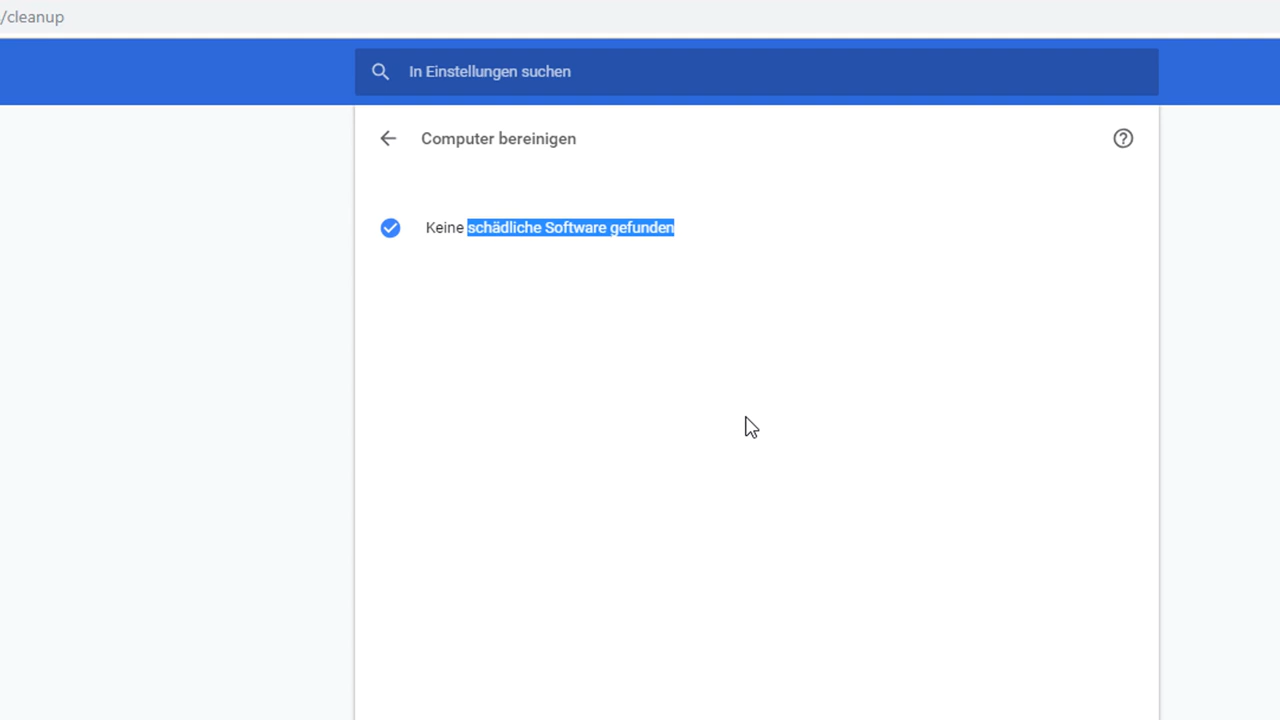 /cleanup
In Einstellungen suchen
Computer bereinigen
Keine schädliche Software gefunden